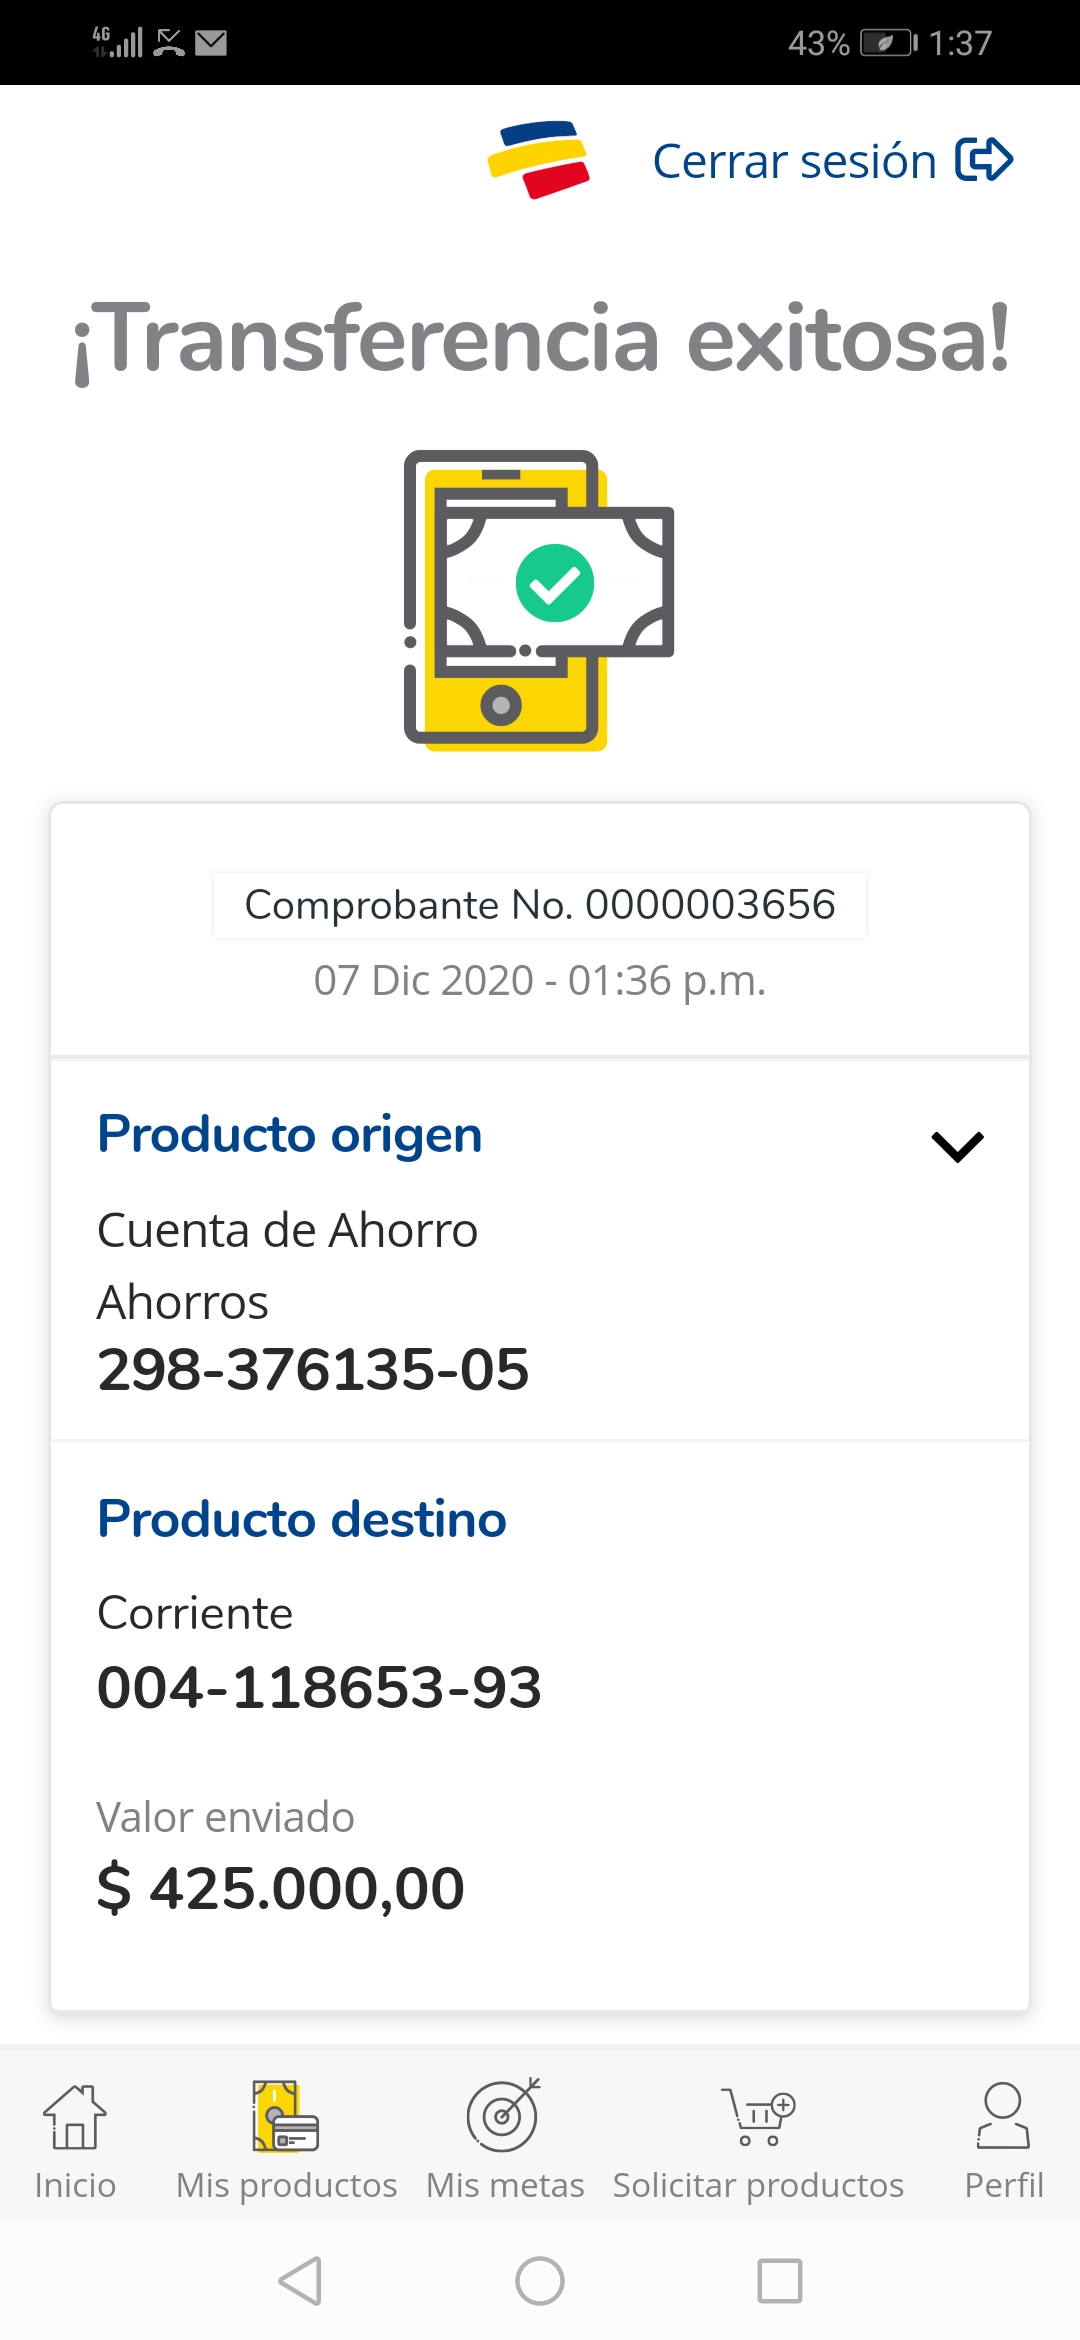 4G 43% 1:37
Cerrar sesión
¡Transferencia exitosa!
Comprobante No. 0000003656
07 Dic 2020 - 01:36 p.m.
Producto origen
Cuenta de Ahorro
Ahorros
298-376135-05
Producto destino
Corriente
004-118653-93
Valor enviado
$ 425.000,00
Inicio Mis productos Mis metas Solicitar productos Perfil